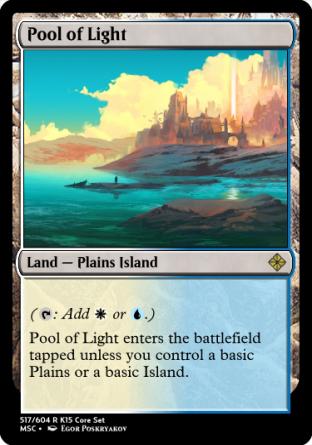 Pool of Light
Land — Plains Island
(T: Add W or U.)
Pool of Light enters the battlefield
tapped unless you control a basic
Plains or a basic Island.
517/604 R K15 Core Set
MSC • Egor Poskryakov